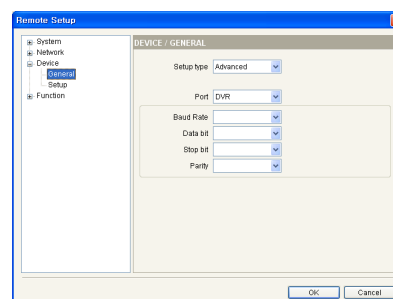 Remote Setup
System
Network
Device
General
Setup
Function
DEVICE / GENERAL
Setup type Advanced
Port DVR
Baud Rate
Data bit
Stop bit
Parity
OK Cancel